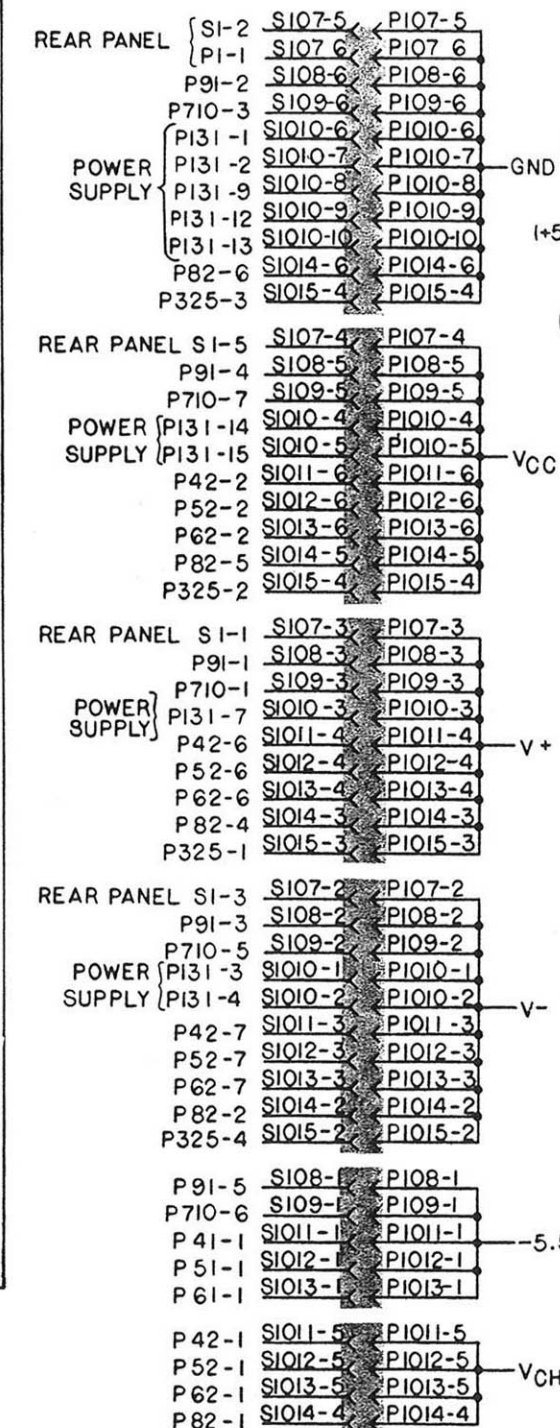 REAR PANEL { S1-2 S107-5 P107-5
P1-1 S107 6 P107 6
P91-2 S108-6 P108-6
P710-3 S109-6 P109-6
P131-1 S1010-6 P1010-6
POWER SUPPLY { P131-2 S1010-7 P1010-7 GND
P131-9 S1010-8 P1010-8
P131-12 S1010-9 P1010-9
P131-13 S1010-10 P1010-10 (+5
P82-6 S1014-6 P1014-6
P325-3 S1015-4 P1015-4
REAR PANEL S1-5 S107-4 P107-4
P91-4 S108-5 P108-5
P710-7 S109-5 P109-5
POWER { P131-14 S1010-4 P1010-4
SUPPLY { P131-15 S1010-5 P1010-5 VCC
P42-2 S1011-6 P1011-6
P52-2 S1012-6 P1012-6
P62-2 S1013-6 P1013-6
P82-5 S1014-5 P1014-5
P325-2 S1015-4 P1015-4
REAR PANEL S1-1 S107-3 P107-3
P91-1 S108-3 P108-3
P710-1 S109-3 P109-3
POWER SUPPLY } P131-7 S1010-3 P1010-3
P42-6 S1011-4 P1011-4 V+
P52-6 S1012-4 P1012-4
P62-6 S1013-4 P1013-4
P82-4 S1014-3 P1014-3
P325-1 S1015-3 P1015-3
REAR PANEL S1-3 S107-2 P107-2
P91-3 S108-2 P108-2
P710-5 S109-2 P109-2
POWER { P131-3 S1010-1 P1010-1
SUPPLY { P131-4 S1010-2 P1010-2 V-
P42-7 S1011-3 P1011-3
P52-7 S1012-3 P1012-3
P62-7 S1013-3 P1013-3
P82-2 S1014-2 P1014-2
P325-4 S1015-2 P1015-2
P91-5 S108-1 P108-1
P710-6 S109-1 P109-1
P41-1 S1011-1 P1011-1 -5.5
P51-1 S1012-1 P1012-1
P61-1 S1013-1 P1013-1
P42-1 S1011-5 P1011-5
P52-1 S1012-5 P1012-5 VCH
P62-1 S1013-5 P1013-5
P82-1 S1014-4 P1014-4